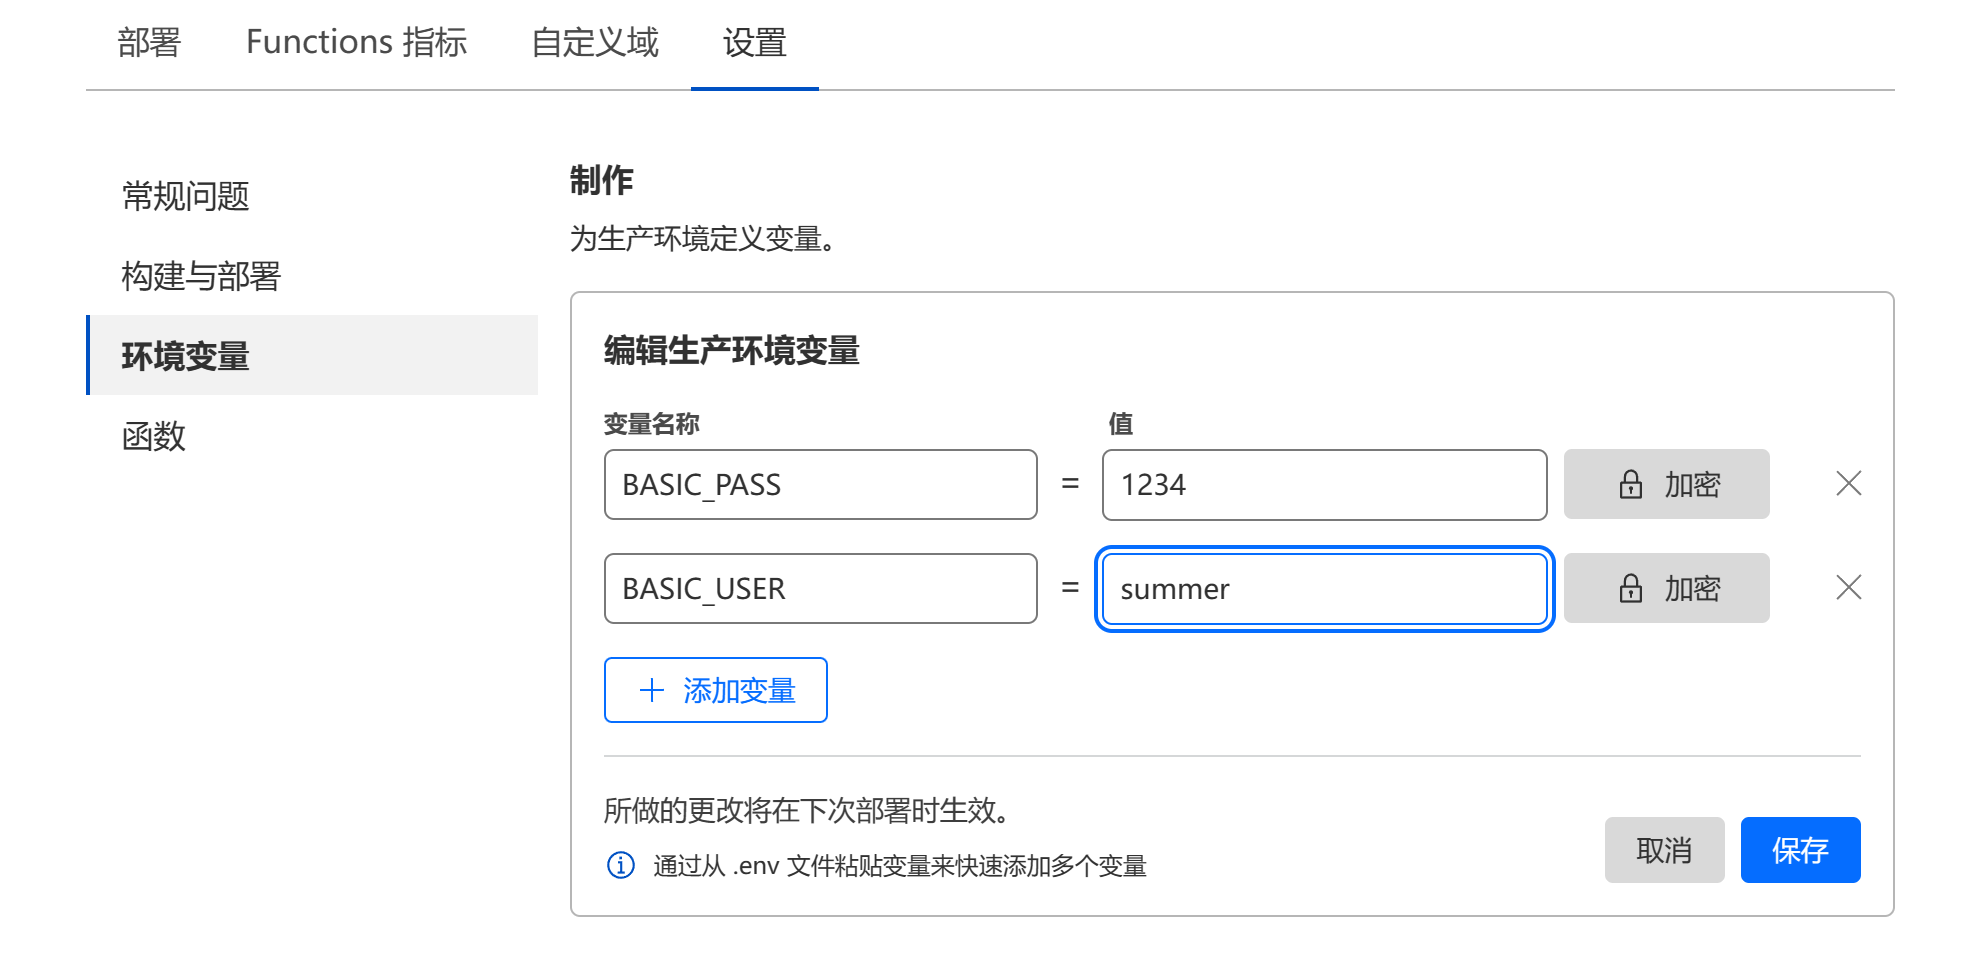 部署 Functions 指标 自定义域 设置
常规问题
构建与部署
环境变量
函数
制作
为生产环境定义变量。
编辑生产环境变量
变量名称 值
BASIC_PASS = 1234 加密
BASIC_USER = summer 加密
添加变量
所做的更改将在下次部署时生效。
通过从 .env 文件粘贴变量来快速添加多个变量
取消 保存